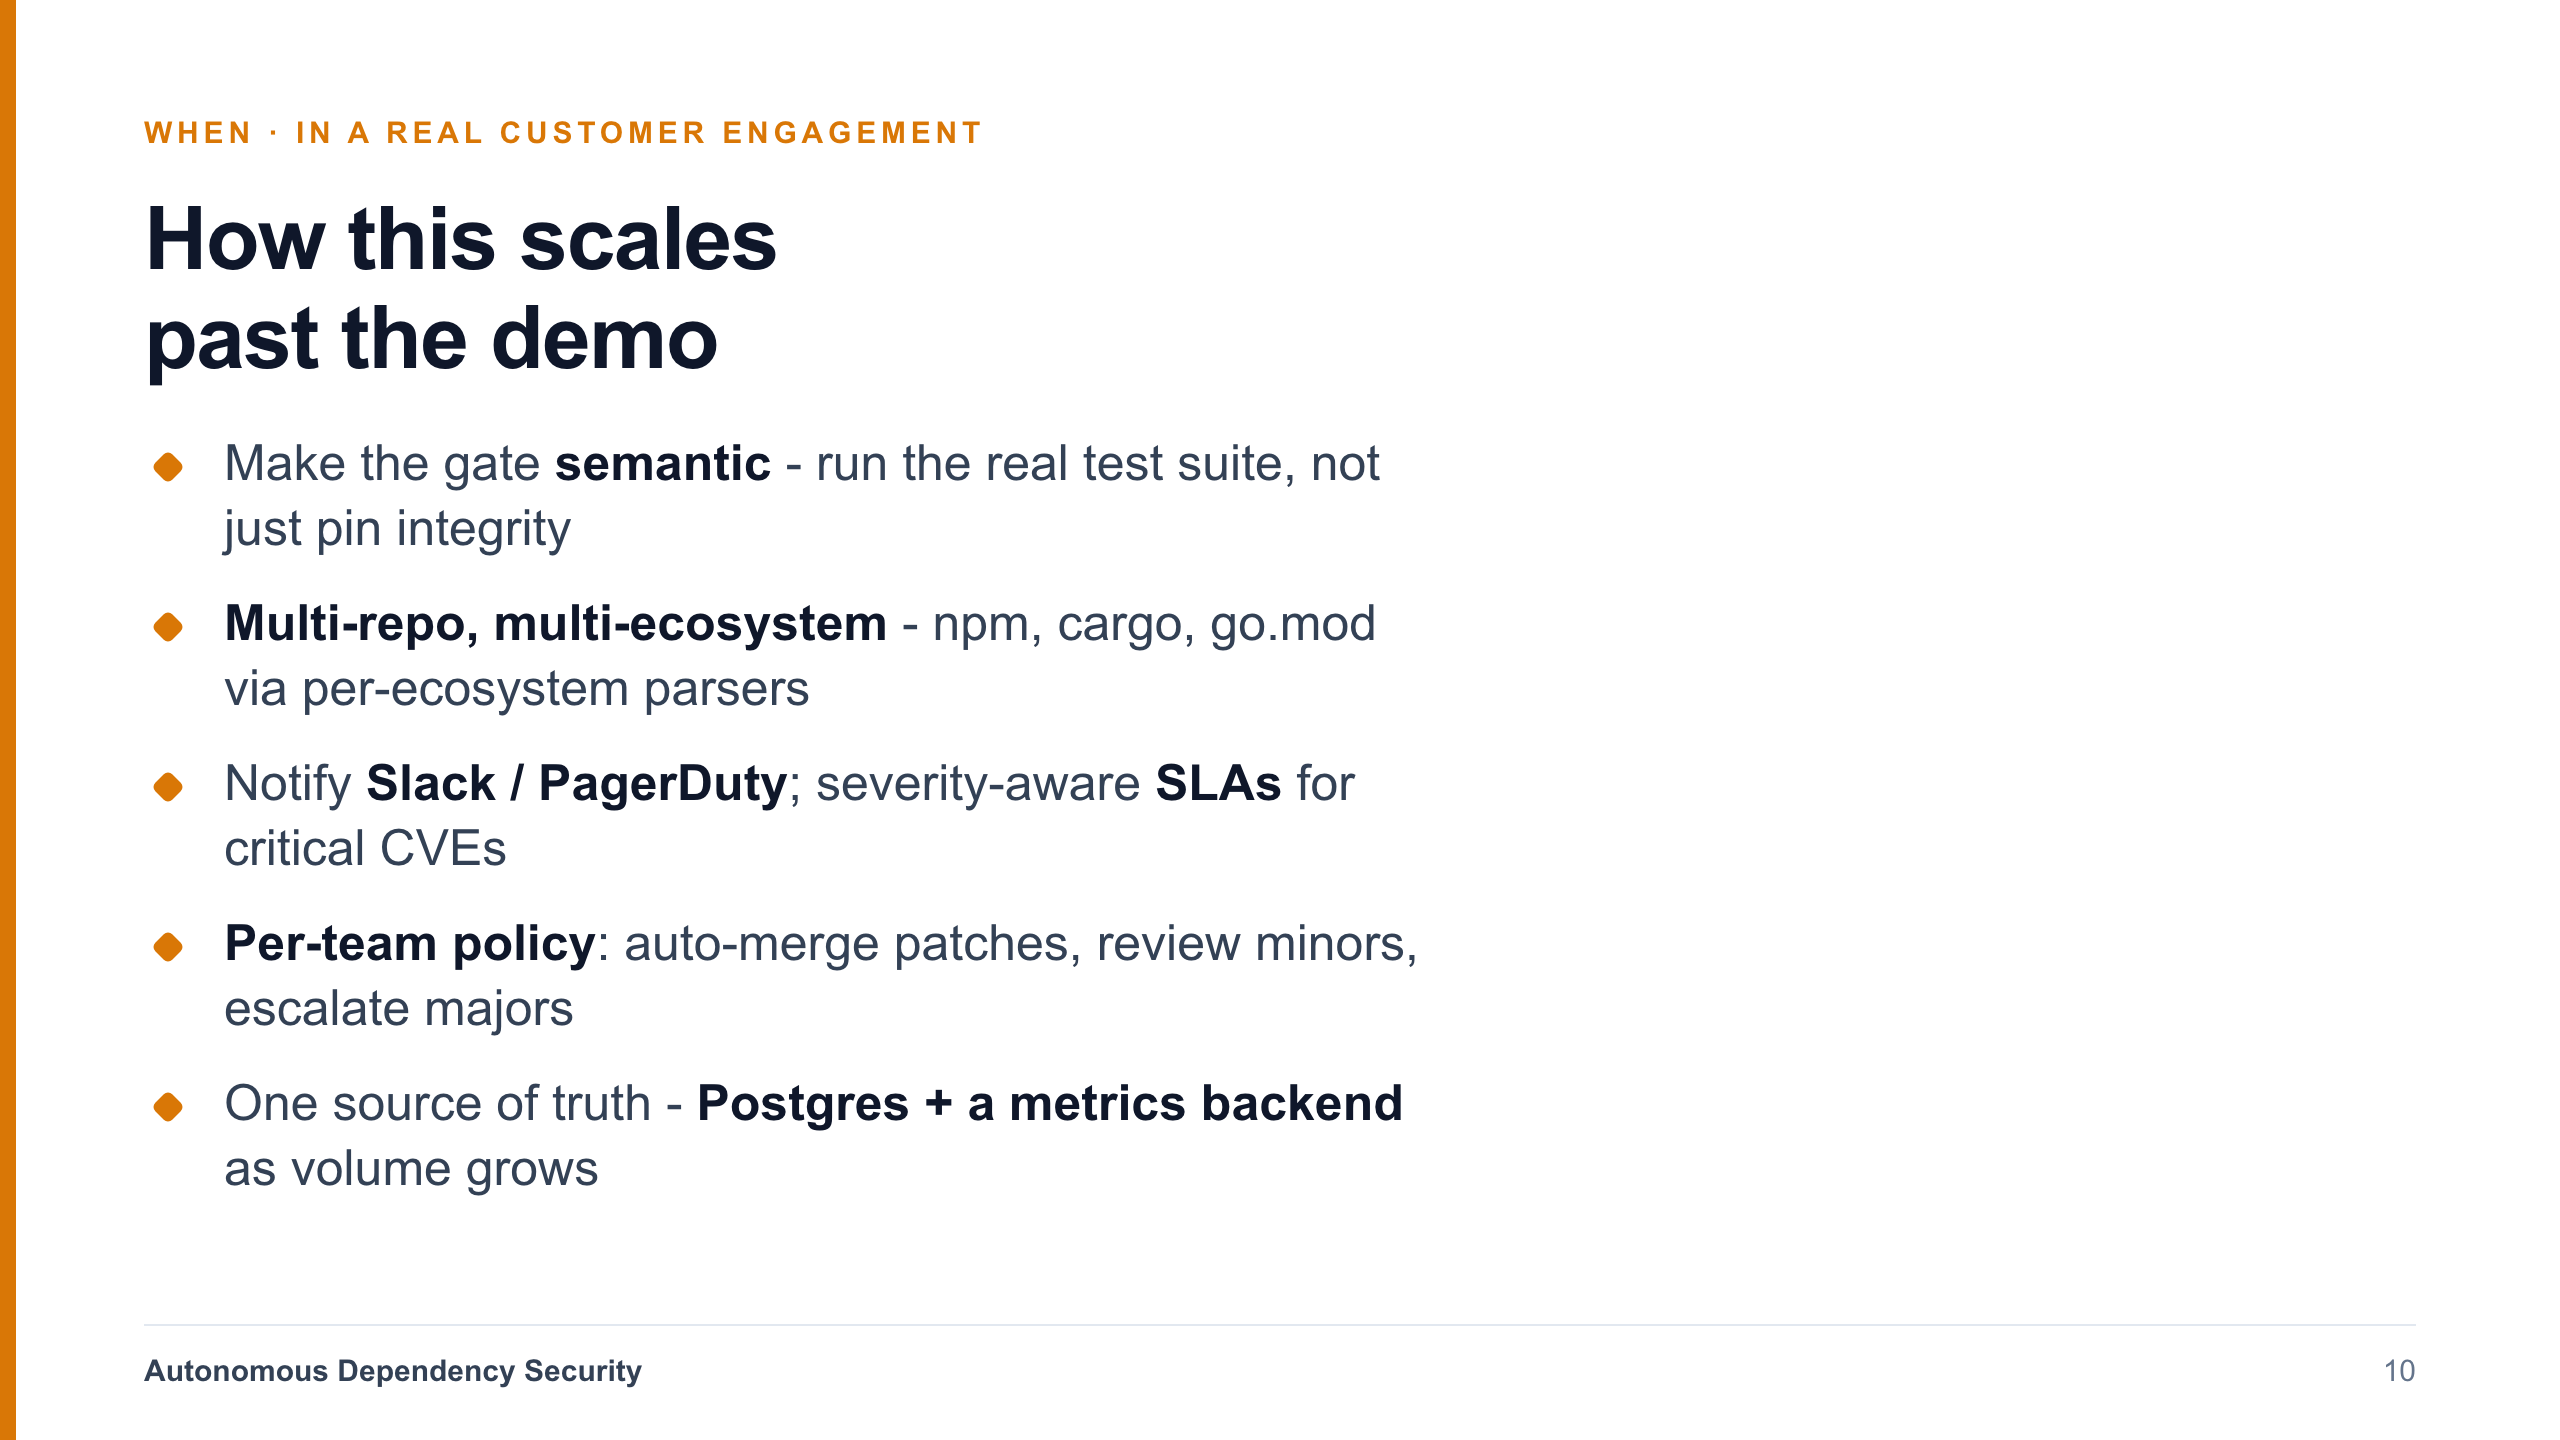 WHEN · IN A REAL CUSTOMER ENGAGEMENT
How this scales
past the demo
Make the gate semantic - run the real test suite, not
just pin integrity
Multi-repo, multi-ecosystem - npm, cargo, go.mod
via per-ecosystem parsers
Notify Slack / PagerDuty; severity-aware SLAs for
critical CVEs
Per-team policy: auto-merge patches, review minors,
escalate majors
One source of truth - Postgres + a metrics backend
as volume grows
Autonomous Dependency Security
10